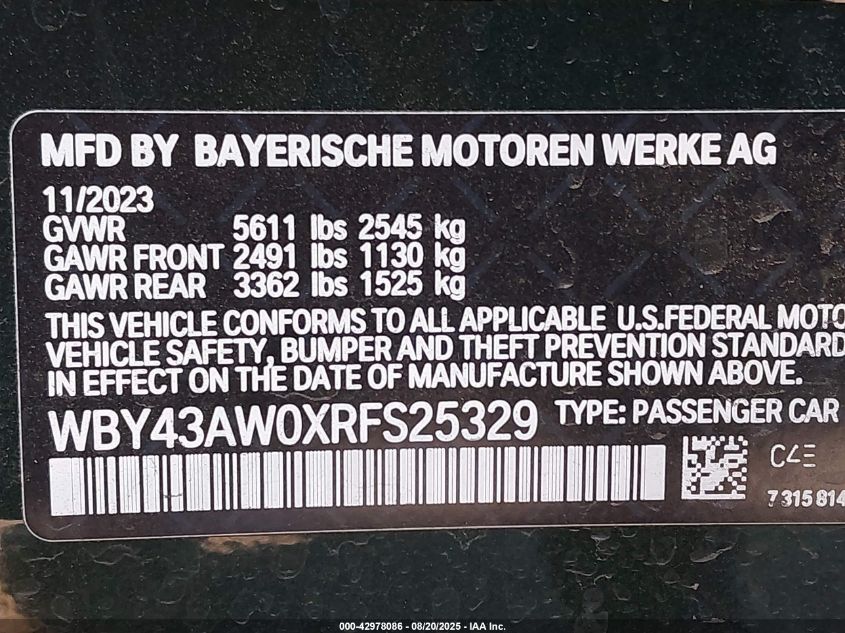 MFD BY BAYERISCHE MOTOREN WERKE AG
11/2023
GVWR 5611 lbs 2545 kg
GAWR FRONT 2491 lbs 1130 kg
GAWR REAR 3362 lbs 1525 kg
THIS VEHICLE CONFORMS TO ALL APPLICABLE U.S.FEDERAL MOTO
VEHICLE SAFETY, BUMPER AND THEFT PREVENTION STANDARD
IN EFFECT ON THE DATE OF MANUFACTURE SHOWN ABOVE.
WBY43AW0XRFS25329 TYPE: PASSENGER CAR
C4E
7315814
000-42978086 - 08/20/2025 - IAA Inc.